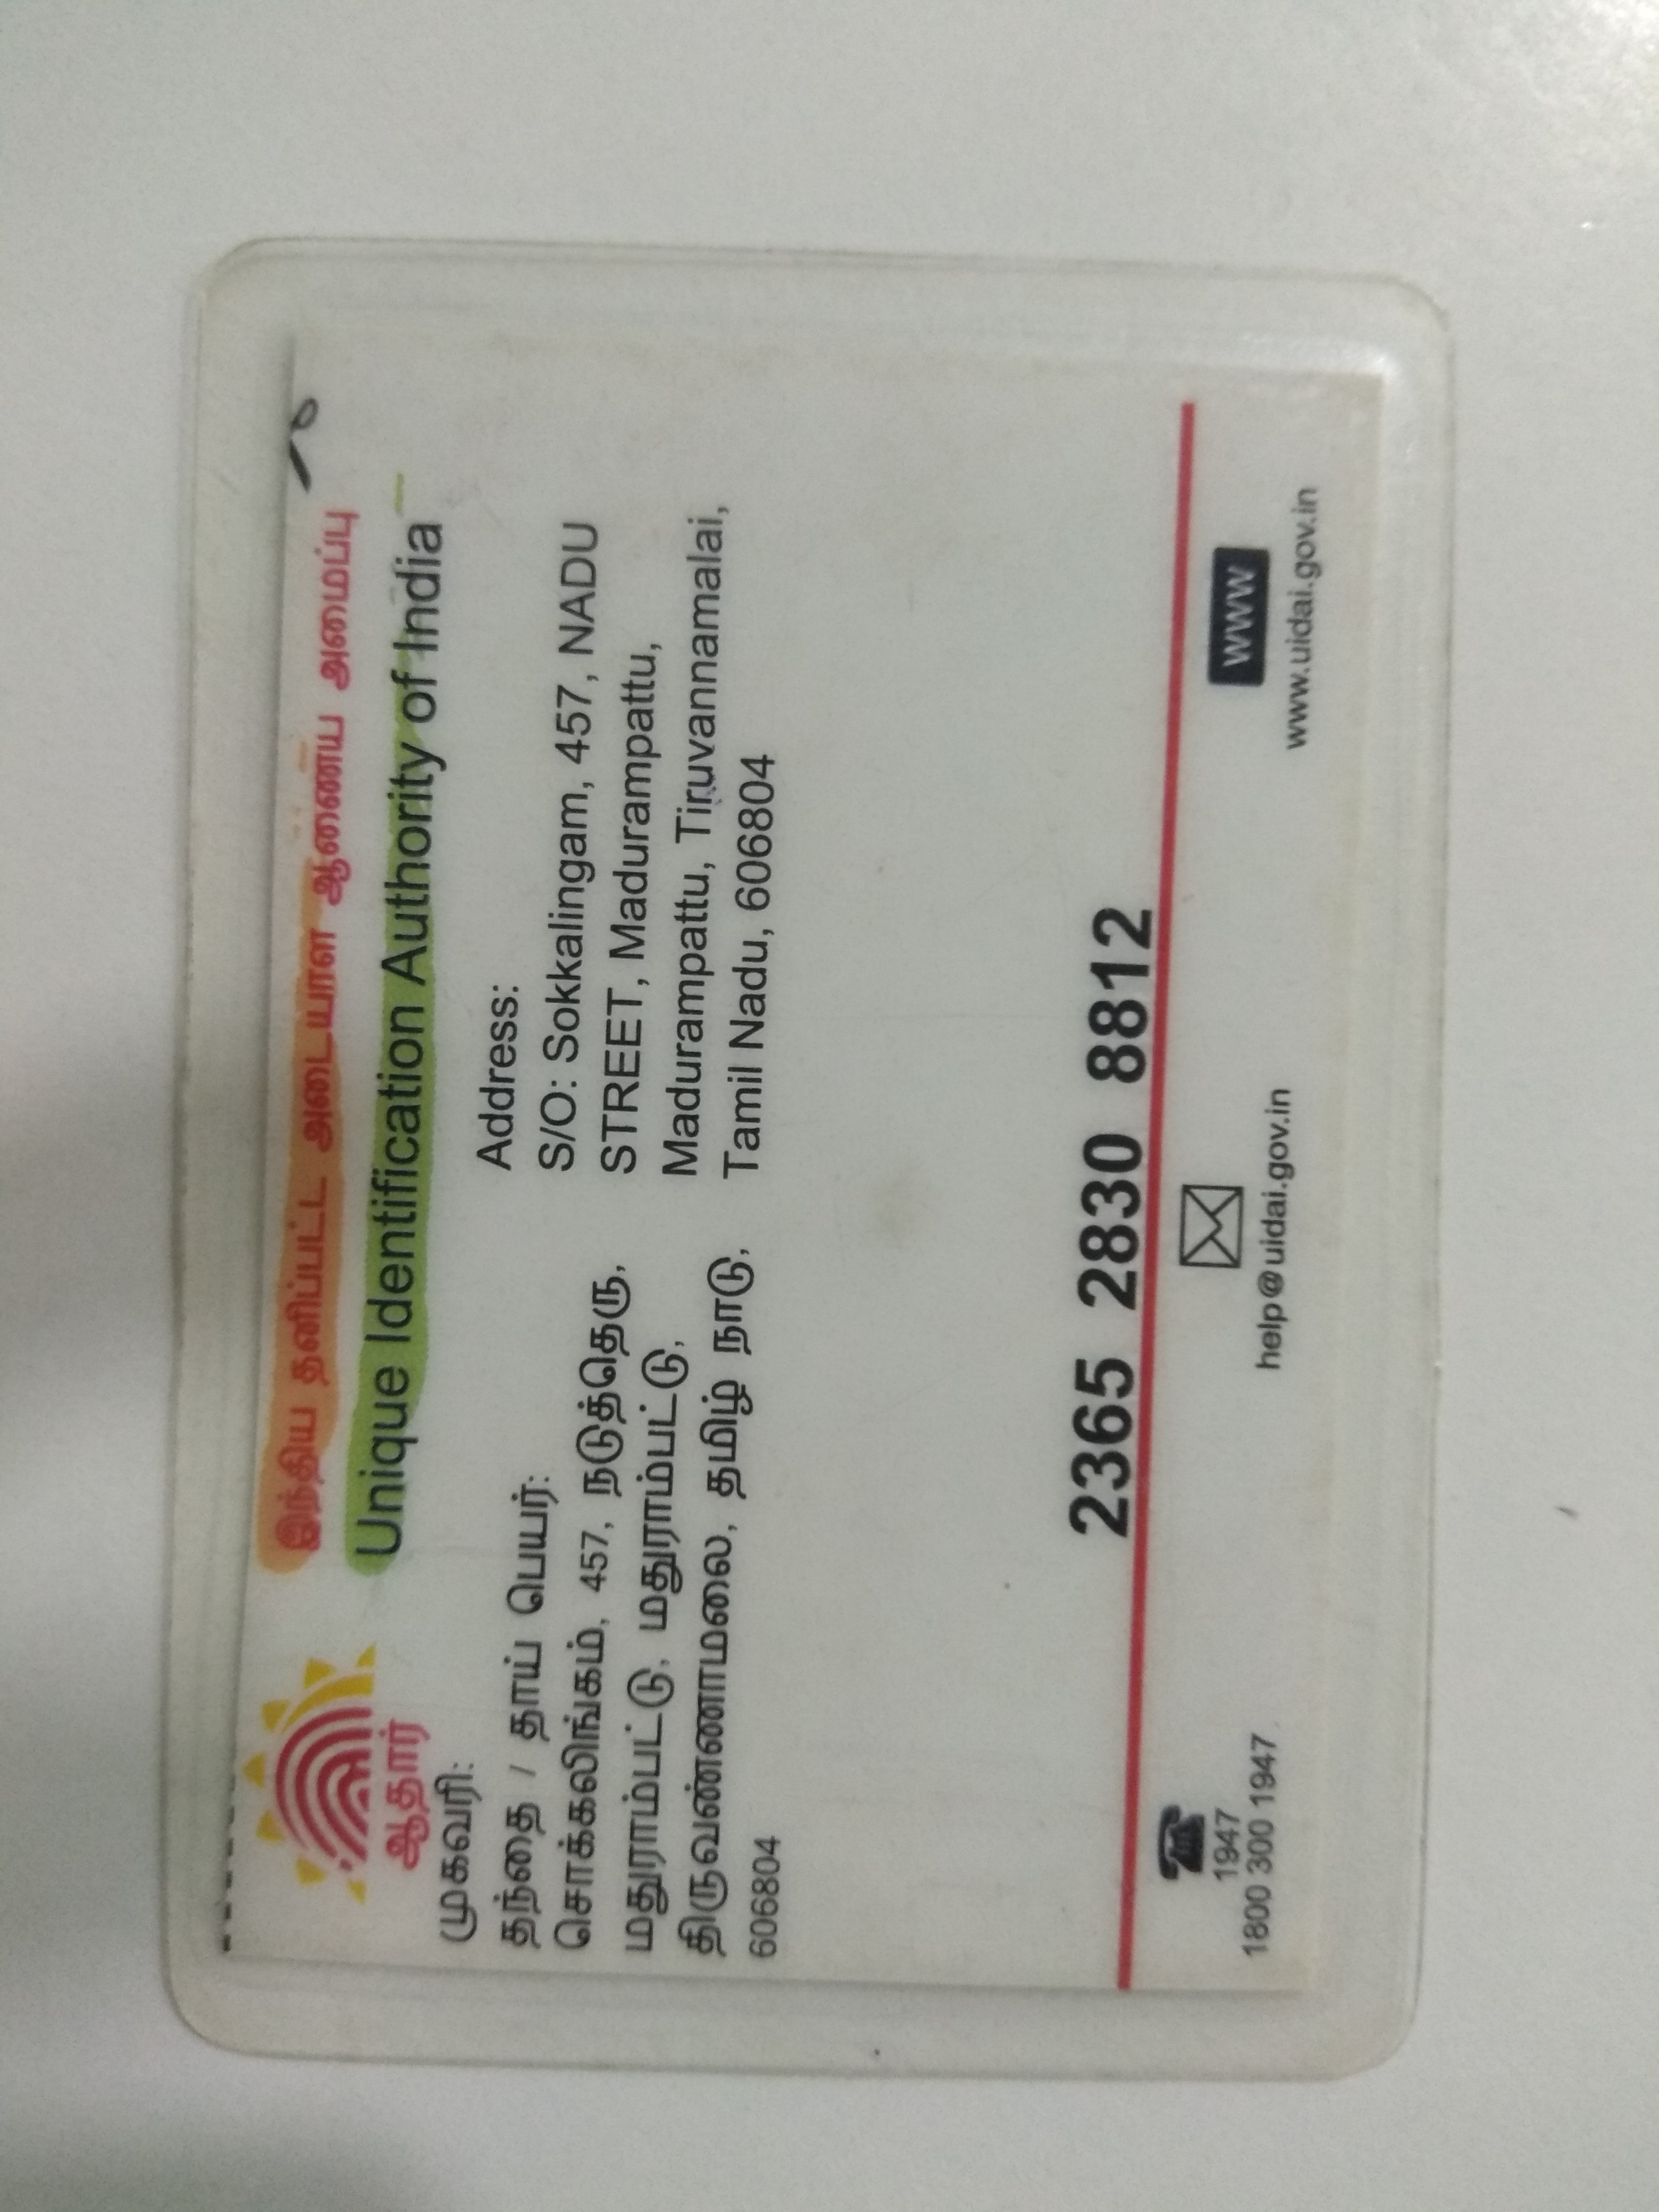 இந்திய தனிப்பட்ட அடையாள ஆணைய அமைப்பு
Unique Identification Authority of India
ஆதார்
முகவரி:
தந்தை / தாய் பெயர்:
சொக்கலிங்கம், 457, நடுத்தெரு,
மதுராம்பட்டு, மதுராம்பட்டு,
திருவண்ணாமலை, தமிழ் நாடு,
606804
Address:
S/O: Sokkalingam, 457, NADU
STREET, Madurampattu,
Madurampattu, Tiruvannamalai,
Tamil Nadu, 606804
2365 2830 8812
1947
1800 300 1947
help@uidai.gov.in
WWW
www.uidai.gov.in